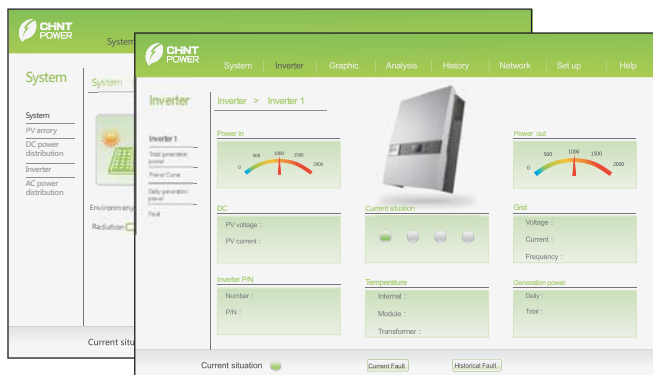 CHNT
POWER
System
System
System
System
PV arrory
DC power
distribution
Inverter
AC power
distribution
Radiation
Current situ
CHNT
POWER
System Inverter Graphic Analysis History Network Set up Help
Inverter
Inverter > Inverter 1
Inverter 1
Total generation
power
Power Curve
Daily generation
power
Fault
Power in
0 500 1000 1500 2000
Power out
0 500 1000 1500 2000
DC
PV voltage :
PV current :
Current situation
Grid
Voltage :
Current :
Frequency :
Inverter P/N
Number :
P/N :
Temperature
Internal :
Module :
Transformer :
Generation power
Daily :
Total :
Current situation
Current.Fault.
Historical Fault.